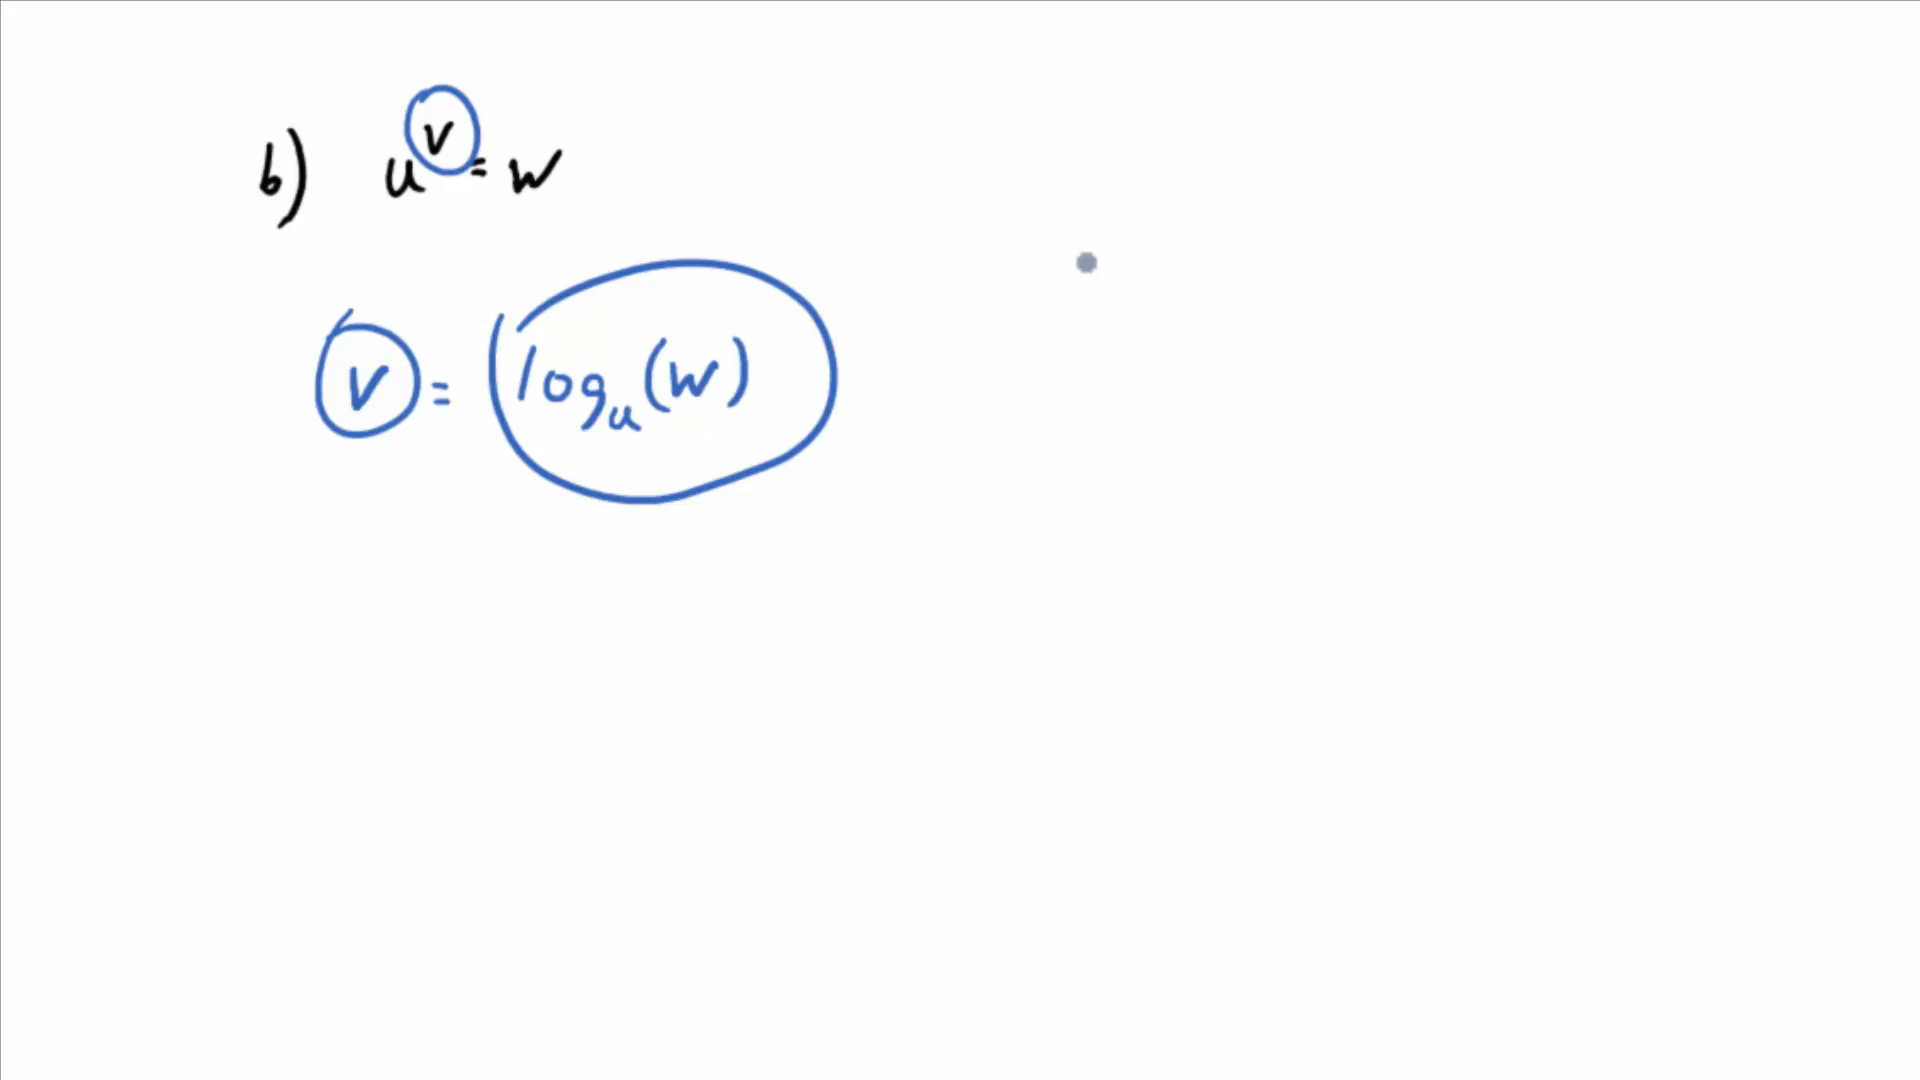 b) u^v = w
v = log_u(w)